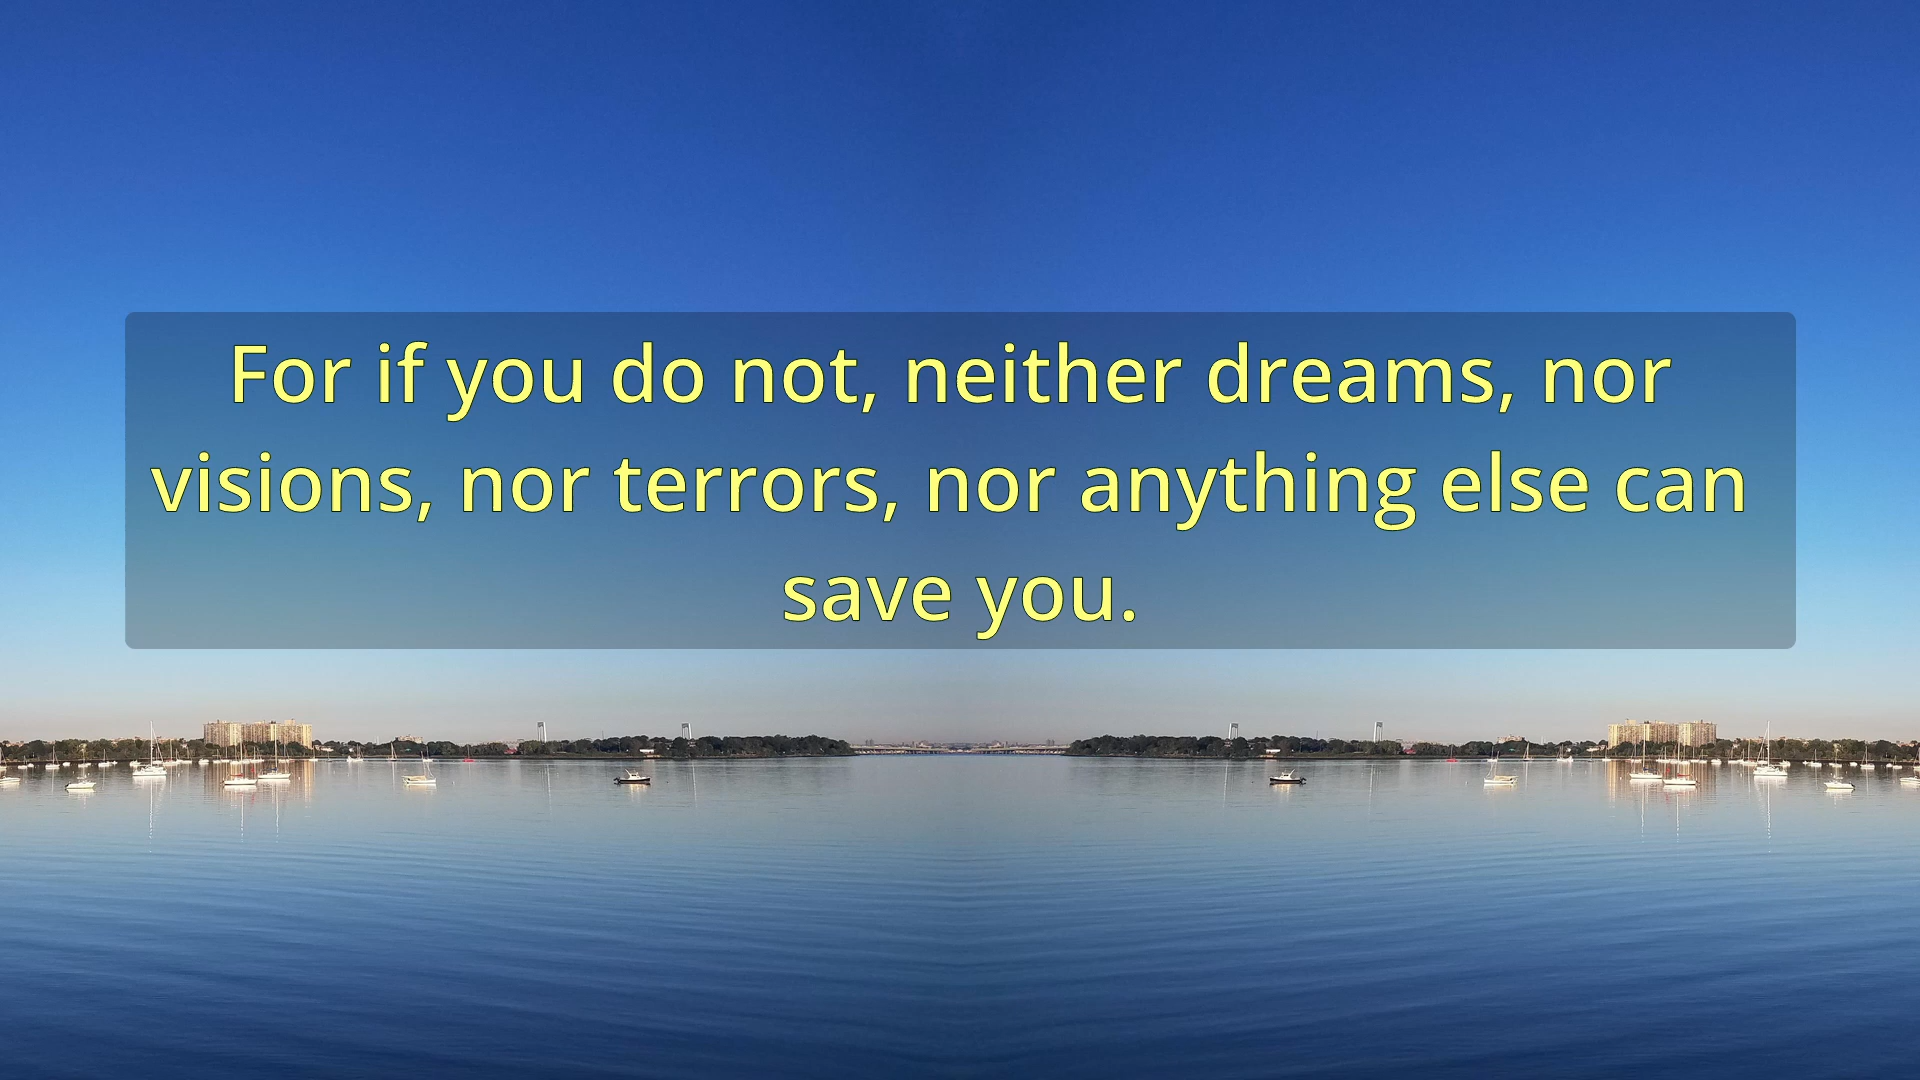 For if you do not, neither dreams, nor
visions, nor terrors, nor anything else can
save you.